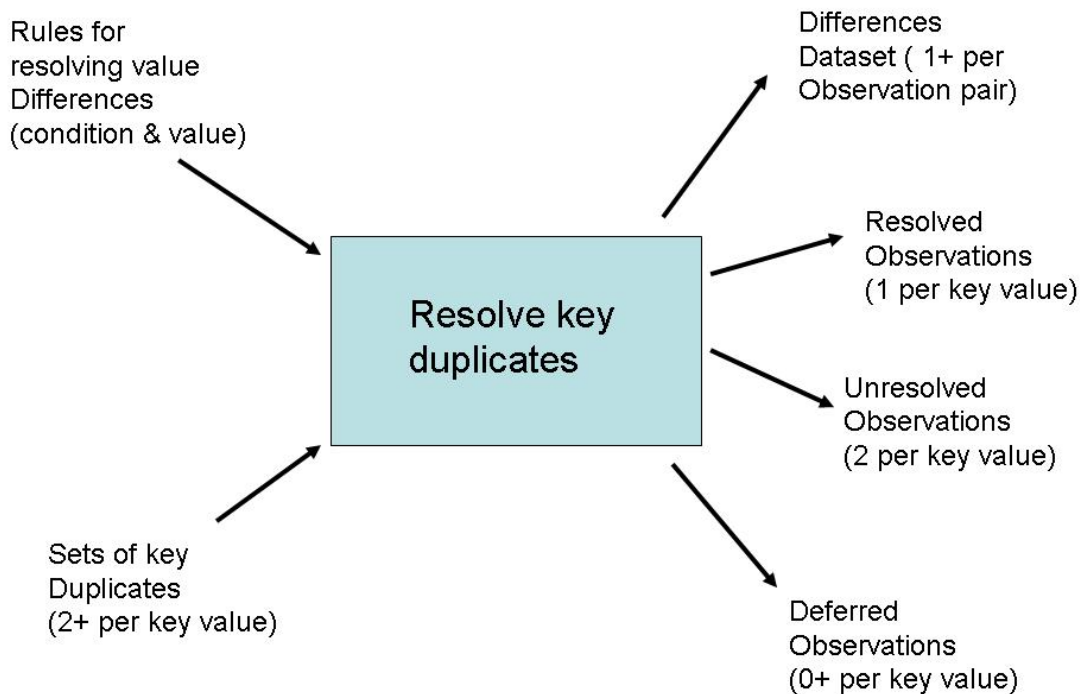 Rules for
resolving value
Differences
(condition & value)
Differences
Dataset ( 1+ per
Observation pair)
Resolved
Observations
(1 per key value)
Resolve key
duplicates
Unresolved
Observations
(2 per key value)
Sets of key
Duplicates
(2+ per key value)
Deferred
Observations
(0+ per key value)